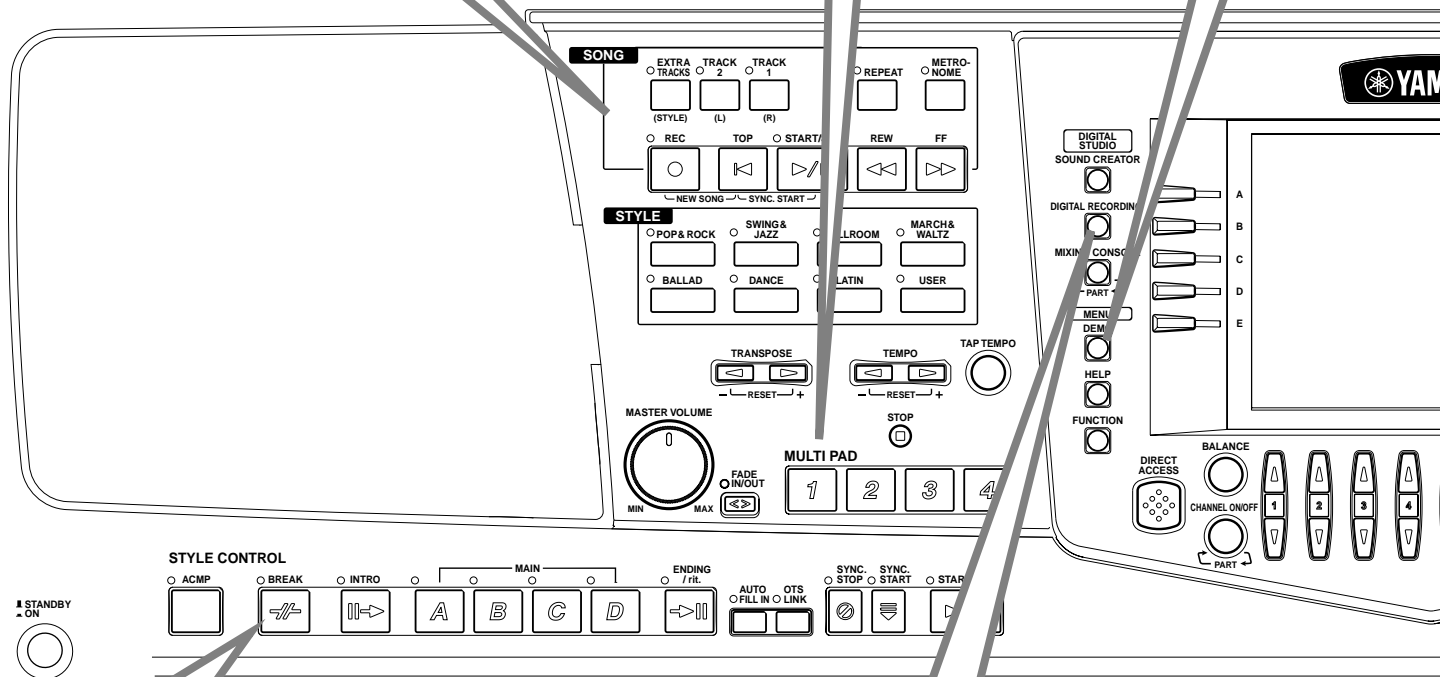 SONG
EXTRA TRACKS
TRACK 2
TRACK 1
REPEAT
METRO-NOME
(STYLE) (L) (R)
REC TOP START/ REW FF
NEW SONG SYNC. START
STYLE
POP & ROCK
SWING & JAZZ
LLROOM
MARCH & WALTZ
BALLAD DANCE LATIN USER
TRANSPOSE
– RESET +
TEMPO
– RESET +
TAP TEMPO
MASTER VOLUME
MIN MAX
FADE IN/OUT
STOP
MULTI PAD
1 2 3 4
YAM
DIGITAL STUDIO
SOUND CREATOR
DIGITAL RECORDING
MIXING CONSOL
PART
MENU
DEM
HELP
FUNCTION
A
B
C
D
E
DIRECT ACCESS
BALANCE
CHANNEL ON/OFF
PART
1 2 3 4
STYLE CONTROL
ACMP
BREAK
INTRO
MAIN
A B C D
ENDING / rit.
AUTO FILL IN
OTS LINK
SYNC. STOP
SYNC. START
STAR
STANDBY
ON